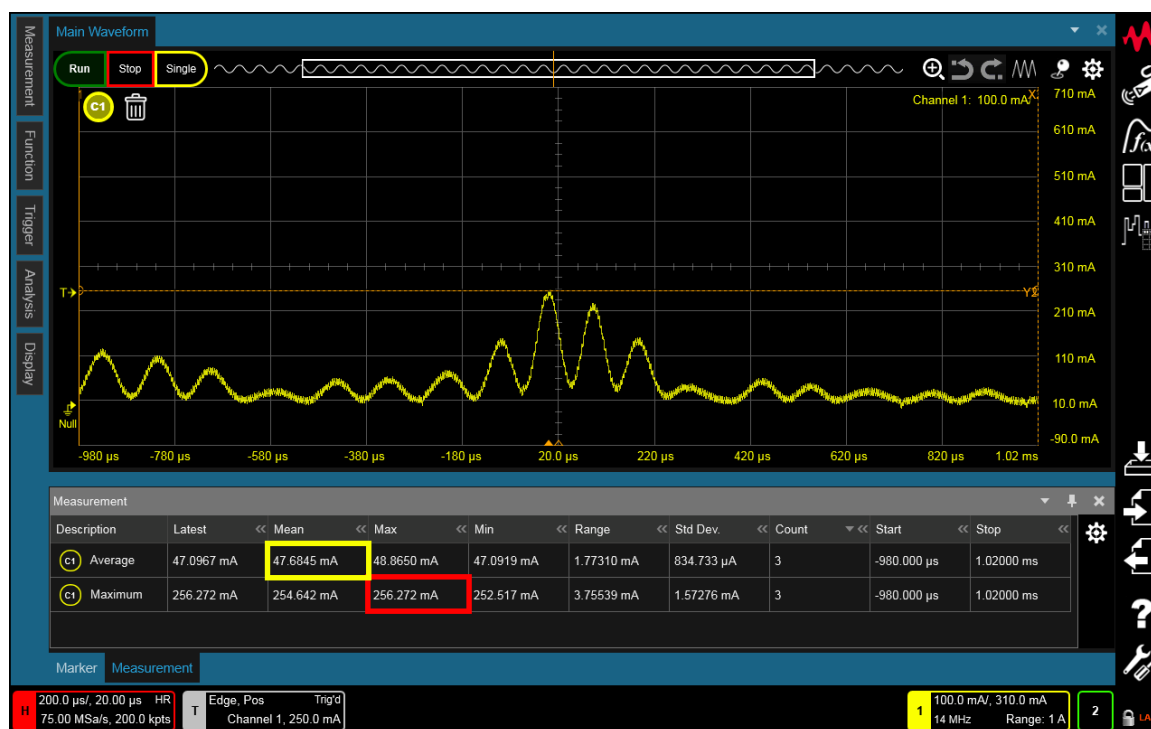 Measurement
Function
Trigger
Analysis
Display
Main Waveform
Run
Stop
Single
C1
Channel 1: 100.0 mA/
X
710 mA
610 mA
510 mA
410 mA
310 mA
210 mA
110 mA
10.0 mA
-90.0 mA
T
Null
-980 µs -780 µs -580 µs -380 µs -180 µs 20.0 µs 220 µs 420 µs 620 µs 820 µs 1.02 ms
Measurement
Description Latest Mean Max Min Range Std Dev. Count Start Stop
C1 Average 47.0967 mA 47.6845 mA 48.8650 mA 47.0919 mA 1.77310 mA 834.733 µA 3 -980.000 µs 1.02000 ms
C1 Maximum 256.272 mA 254.642 mA 256.272 mA 252.517 mA 3.75539 mA 1.57276 mA 3 -980.000 µs 1.02000 ms
Marker Measurement
H 200.0 µs/, 20.00 µs HR
75.00 MSa/s, 200.0 kpts
T Edge, Pos Trig'd
Channel 1, 250.0 mA
1 100.0 mA/, 310.0 mA
14 MHz Range: 1 A
2